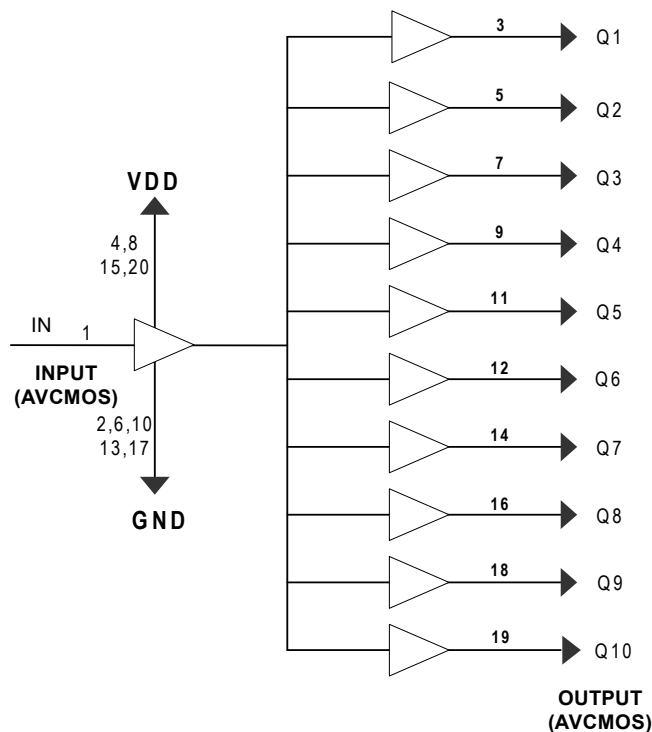 3 Q1
5 Q2
7 Q3
VDD
4,8
15,20
9 Q4
11 Q5
IN 1
INPUT
(AVCMOS)
12 Q6
2,6,10
13,17
14 Q7
GND
16 Q8
18 Q9
19 Q10
OUTPUT
(AVCMOS)